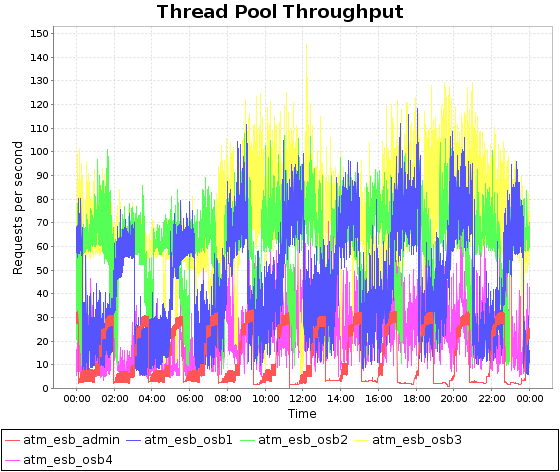 Thread Pool Throughput
150
140
130
120
110
100
90
80
70
60
50
40
30
20
10
0
Requests per second
00:00 02:00 04:00 06:00 08:00 10:00 12:00 14:00 16:00 18:00 20:00 22:00 00:00
Time
atm_esb_admin atm_esb_osb1 atm_esb_osb2 atm_esb_osb3
atm_esb_osb4